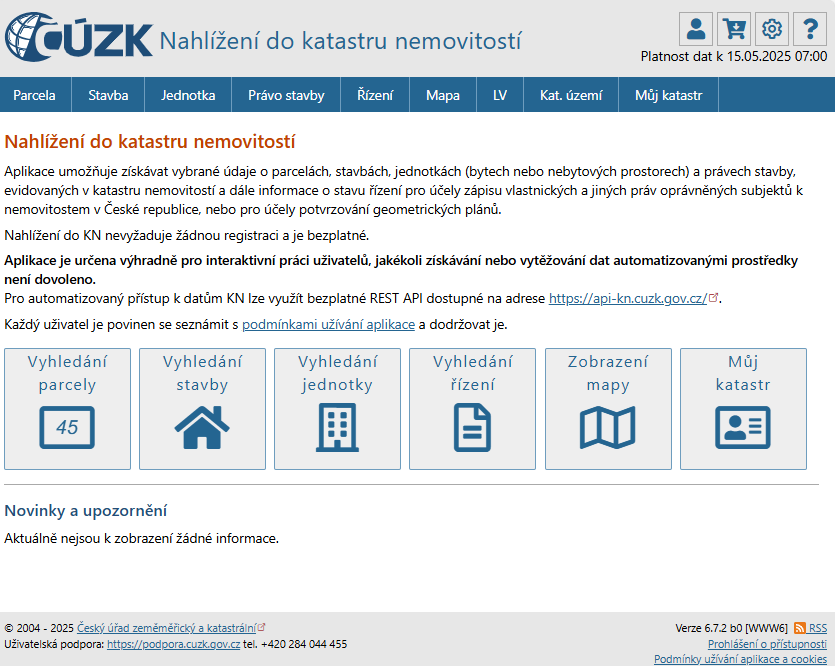 ČÚZK Nahlížení do katastru nemovitostí
Platnost dat k 15.05.2025 07:00
Parcela Stavba Jednotka Právo stavby Řízení Mapa LV Kat. území Můj katastr
Nahlížení do katastru nemovitostí
Aplikace umožňuje získávat vybrané údaje o parcelách, stavbách, jednotkách (bytech nebo nebytových prostorech) a právech stavby,
evidovaných v katastru nemovitostí a dále informace o stavu řízení pro účely zápisu vlastnických a jiných práv oprávněných subjektů k
nemovitostem v České republice, nebo pro účely potvrzování geometrických plánů.
Nahlížení do KN nevyžaduje žádnou registraci a je bezplatné.
Aplikace je určena výhradně pro interaktivní práci uživatelů, jakékoli získávání nebo vytěžování dat automatizovanými prostředky
není dovoleno.
Pro automatizovaný přístup k datům KN lze využít bezplatné REST API dostupné na adrese https://api-kn.cuzk.gov.cz/.
Každý uživatel je povinen se seznámit s podmínkami užívání aplikace a dodržovat je.
Vyhledání parcely
45
Vyhledání stavby
Vyhledání jednotky
Vyhledání řízení
Zobrazení mapy
Můj katastr
Novinky a upozornění
Aktuálně nejsou k zobrazení žádné informace.
© 2004 - 2025 Český úřad zeměměřický a katastrální
Uživatelská podpora: https://podpora.cuzk.gov.cz tel. +420 284 044 455
Verze 6.7.2 b0 [WWW6] RSS
Prohlášení o přístupnosti
Podmínky užívání aplikace a cookies